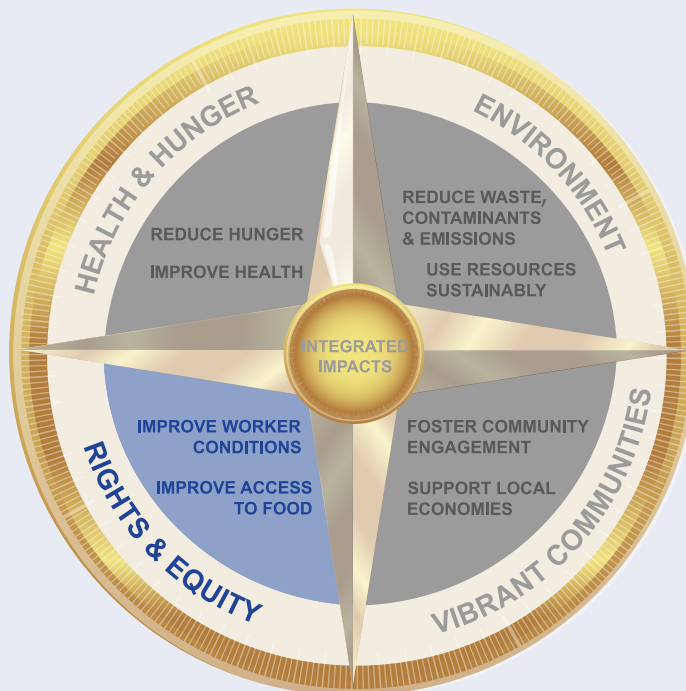 HEALTH & HUNGER
REDUCE HUNGER
IMPROVE HEALTH
ENVIRONMENT
REDUCE WASTE,
CONTAMINANTS
& EMISSIONS
USE RESOURCES
SUSTAINABLY
INTEGRATED
IMPACTS
RIGHTS & EQUITY
IMPROVE WORKER
CONDITIONS
IMPROVE ACCESS
TO FOOD
VIBRANT COMMUNITIES
FOSTER COMMUNITY
ENGAGEMENT
SUPPORT LOCAL
ECONOMIES